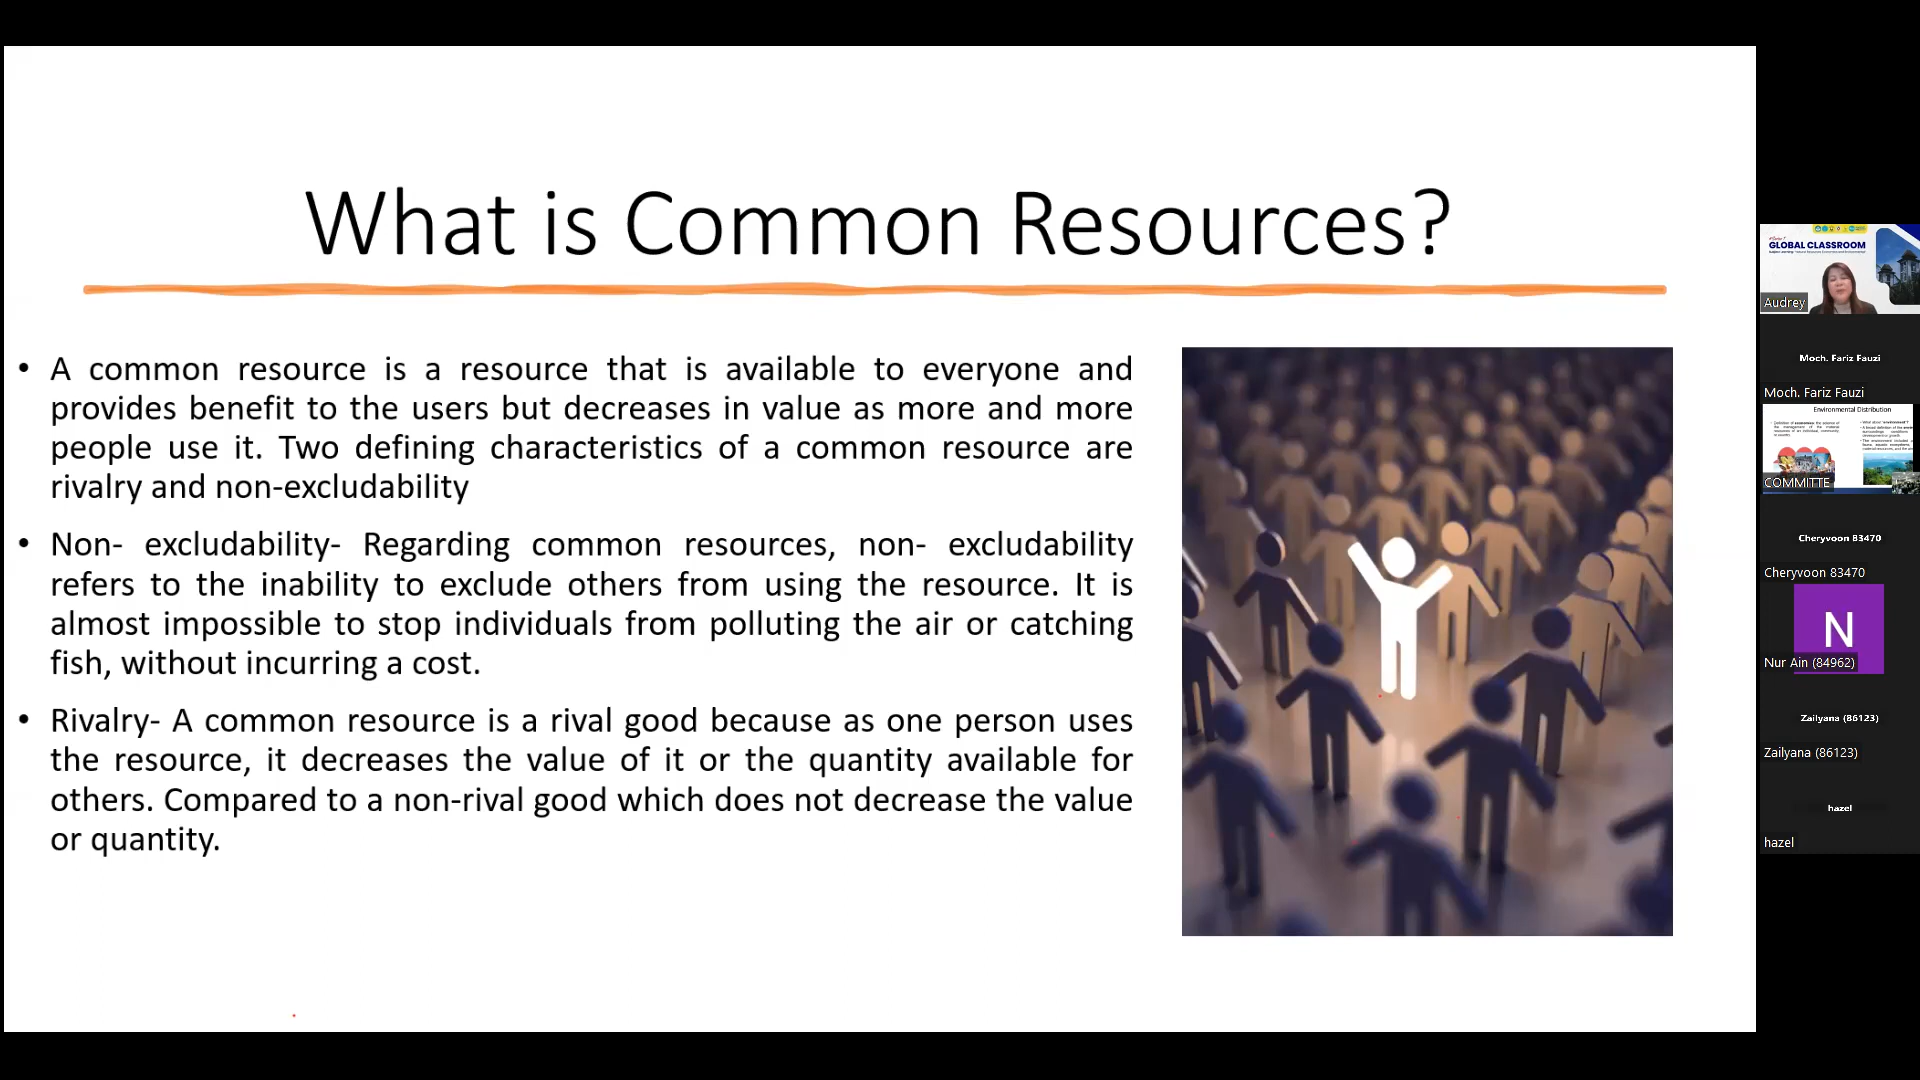 What is Common Resources?
• A common resource is a resource that is available to everyone and
provides benefit to the users but decreases in value as more and more
people use it. Two defining characteristics of a common resource are
rivalry and non-excludability
• Non- excludability- Regarding common resources, non- excludability
refers to the inability to exclude others from using the resource. It is
almost impossible to stop individuals from polluting the air or catching
fish, without incurring a cost.
• Rivalry- A common resource is a rival good because as one person uses
the resource, it decreases the value of it or the quantity available for
others. Compared to a non-rival good which does not decrease the value
or quantity.
GLOBAL CLASSROOM
Audrey
Moch. Fariz Fauzi
Moch. Fariz Fauzi
Environmental Distribution
COMMITTE
Cheryvoon 83470
Cheryvoon 83470
N
Nur Ain (84962)
Zailyana (86123)
Zailyana (86123)
hazel
hazel